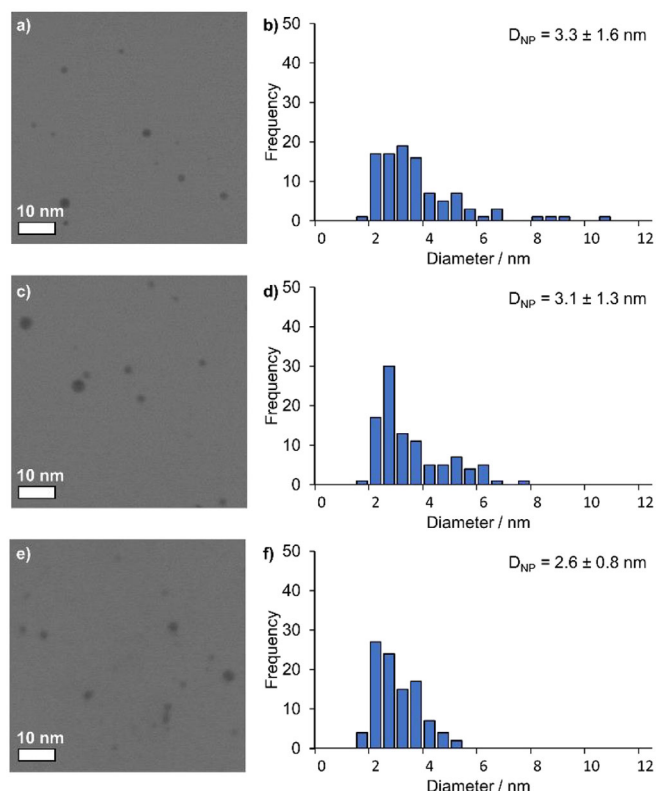 a)
10 nm
b)
D_NP = 3.3 ± 1.6 nm
Frequency
50
40
30
20
10
0
0 2 4 6 8 10 12
Diameter / nm
c)
10 nm
d)
D_NP = 3.1 ± 1.3 nm
Frequency
50
40
30
20
10
0
0 2 4 6 8 10 12
Diameter / nm
e)
10 nm
f)
D_NP = 2.6 ± 0.8 nm
Frequency
50
40
30
20
10
0
0 2 4 6 8 10 12
Diameter / nm